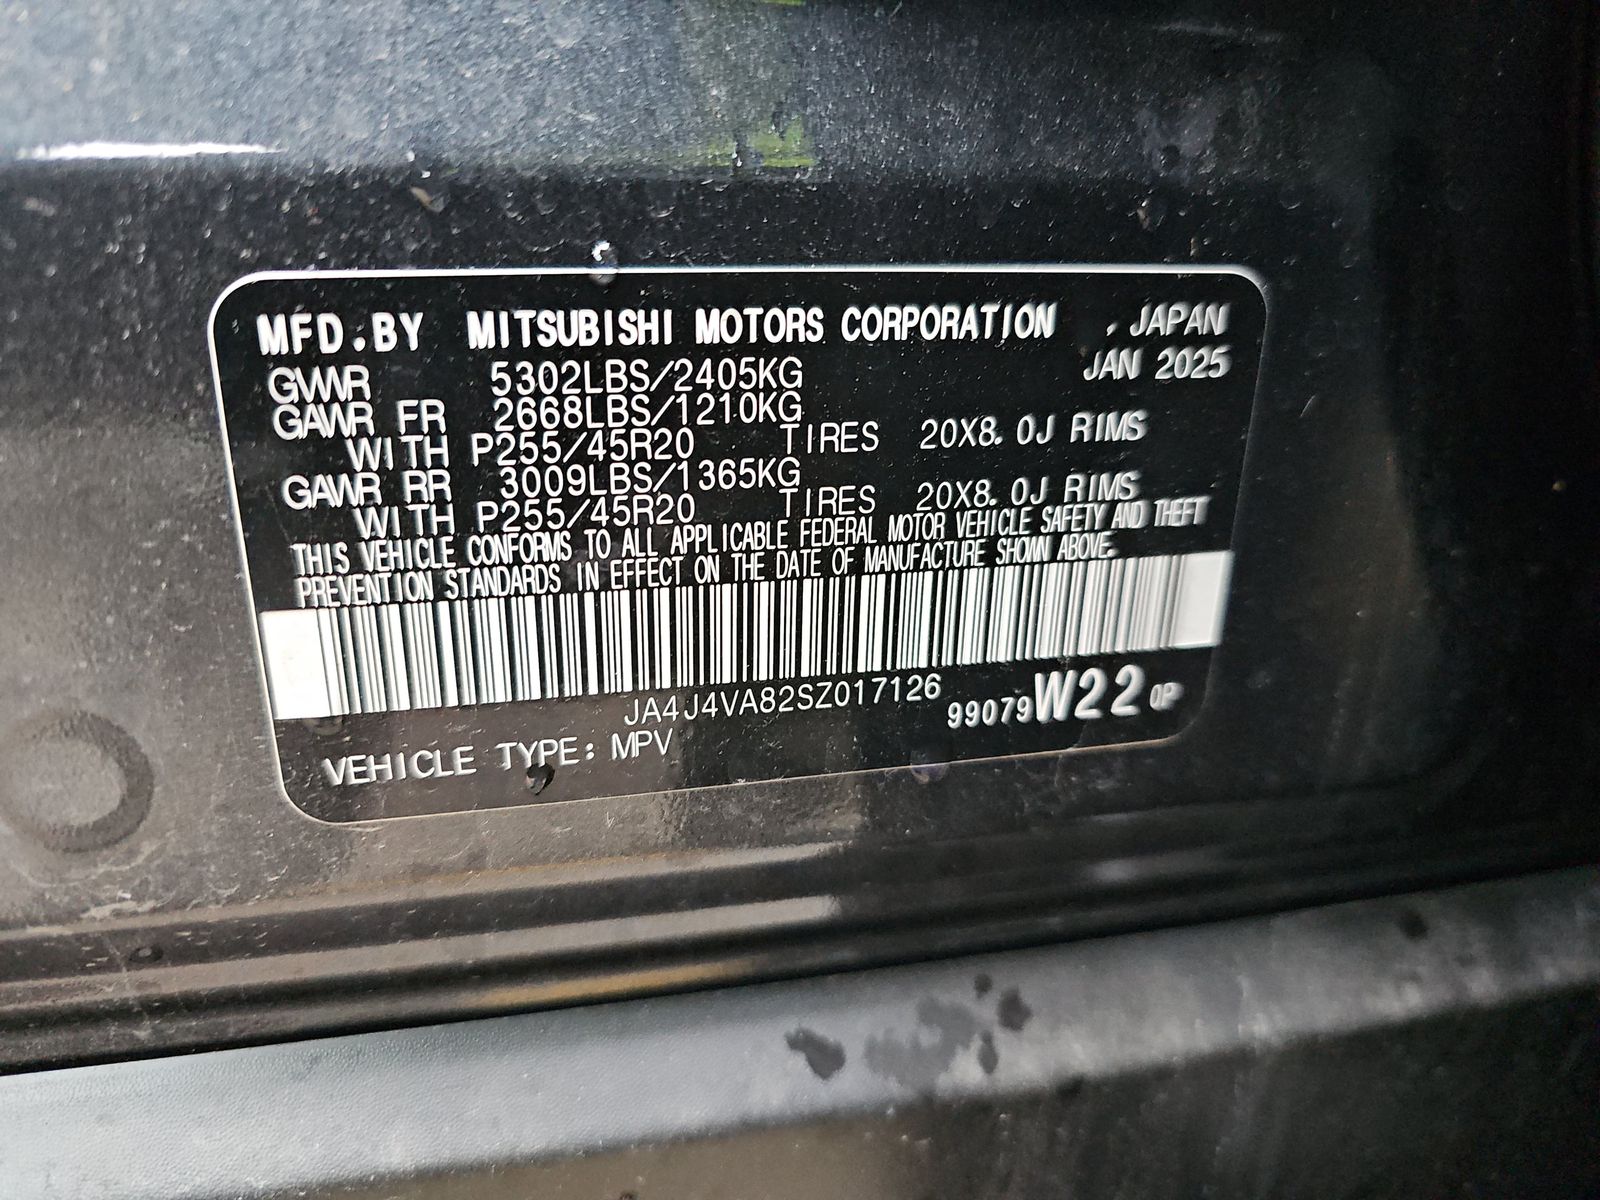 MFD.BY MITSUBISHI MOTORS CORPORATION , JAPAN
GVWR 5302LBS/2405KG JAN 2025
GAWR FR 2668LBS/1210KG
WITH P255/45R20 TIRES 20X8.0J RIMS
GAWR RR 3009LBS/1365KG
WITH P255/45R20 TIRES 20X8.0J RIMS
THIS VEHICLE CONFORMS TO ALL APPLICABLE FEDERAL MOTOR VEHICLE SAFETY AND THEFT
PREVENTION STANDARDS IN EFFECT ON THE DATE OF MANUFACTURE SHOWN ABOVE.
JA4J4VA82SZ017126
99079W220P
VEHICLE TYPE: MPV